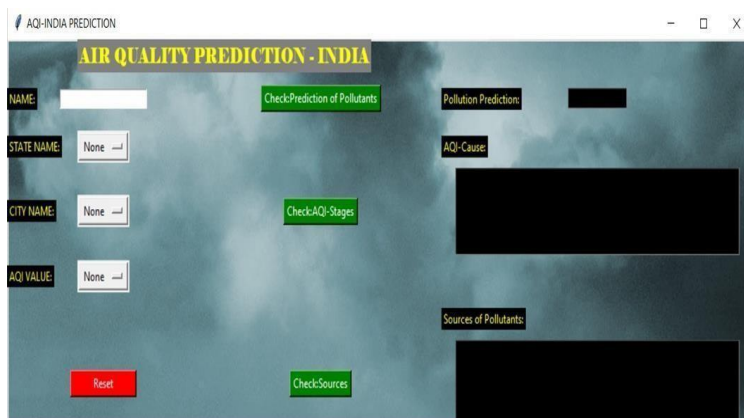 AQI-INDIA PREDICTION
AIR QUALITY PREDICTION - INDIA
NAME:
Check:Prediction of Pollutants
Pollution Prediction:
STATE NAME:
None
AQI-Cause:
CITY NAME:
None
Check:AQI-Stages
AQI VALUE:
None
Sources of Pollutants:
Reset
Check:Sources